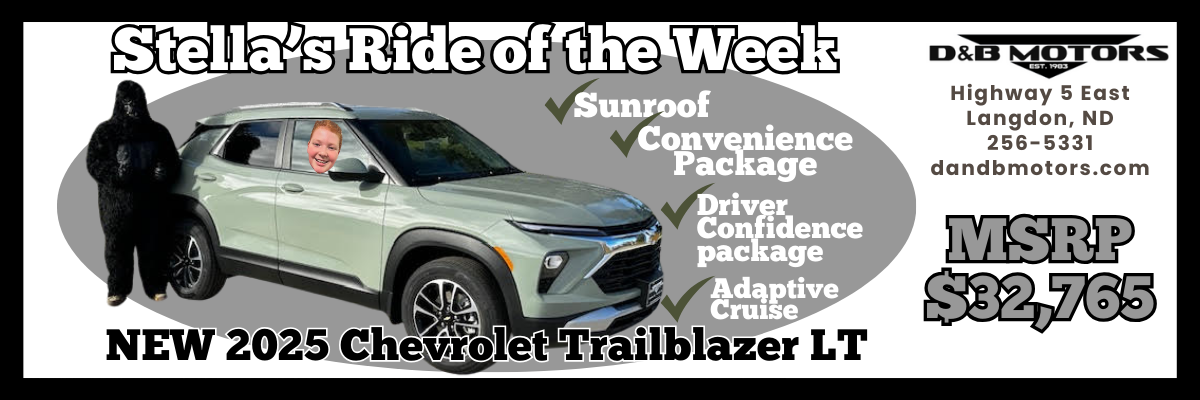 Stella's Ride of the Week
Sunroof
Convenience
Package
Driver
Confidence
package
Adaptive
Cruise
NEW 2025 Chevrolet Trailblazer LT
D&B MOTORS
EST. 1983
Highway 5 East
Langdon, ND
256-5331
dandbmotors.com
MSRP
$32,765